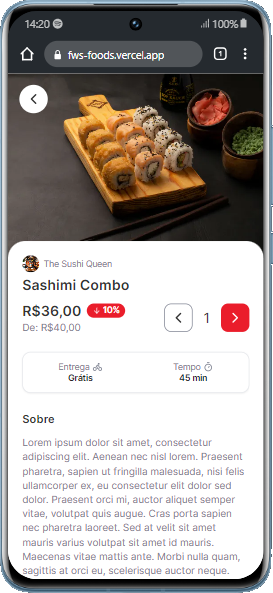 14:20
100%
fws-foods.vercel.app
1
The Sushi Queen
Sashimi Combo
R$36,00
10%
1
De: R$40,00
Entrega
Tempo
Grátis
45 min
Sobre
Lorem ipsum dolor sit amet, consectetur
adipiscing elit. Aenean nec nisl lorem. Praesent
pharetra, sapien ut fringilla malesuada, nisi felis
ullamcorper ex, eu consectetur elit dolor sed
dolor. Praesent orci mi, auctor aliquet semper
vitae, volutpat quis augue. Cras porta sapien
nec pharetra laoreet. Sed at velit sit amet
mauris varius volutpat sit amet id mauris.
Maecenas vitae mattis ante. Morbi nulla quam,
sagittis at orci eu, scelerisque auctor neque.